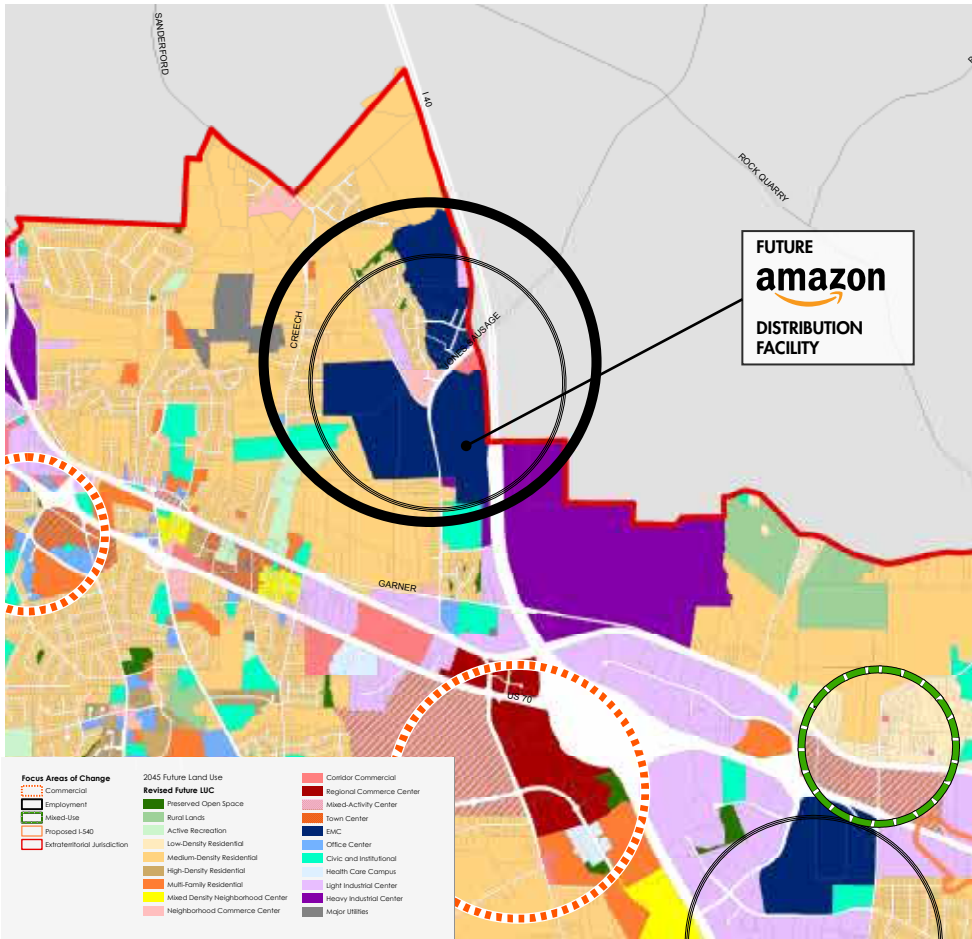 SANDERFORD
I 40
ROCK QUARRY
FUTURE
amazon
DISTRIBUTION
FACILITY
CREECH
JONES SAUSAGE
GARNER
US 70
Focus Areas of Change
Commercial
Employment
Mixed-Use
Proposed I-540
Extraterritorial Jurisdiction
2045 Future Land Use
Revised Future LUC
Preserved Open Space
Rural Lands
Active Recreation
Low-Density Residential
Medium-Density Residential
High-Density Residential
Multi-Family Residential
Mixed Density Neighborhood Center
Neighborhood Commerce Center
Corridor Commercial
Regional Commerce Center
Mixed-Activity Center
Town Center
EMC
Office Center
Civic and Institutional
Health Care Campus
Light Industrial Center
Heavy Industrial Center
Major Utilities